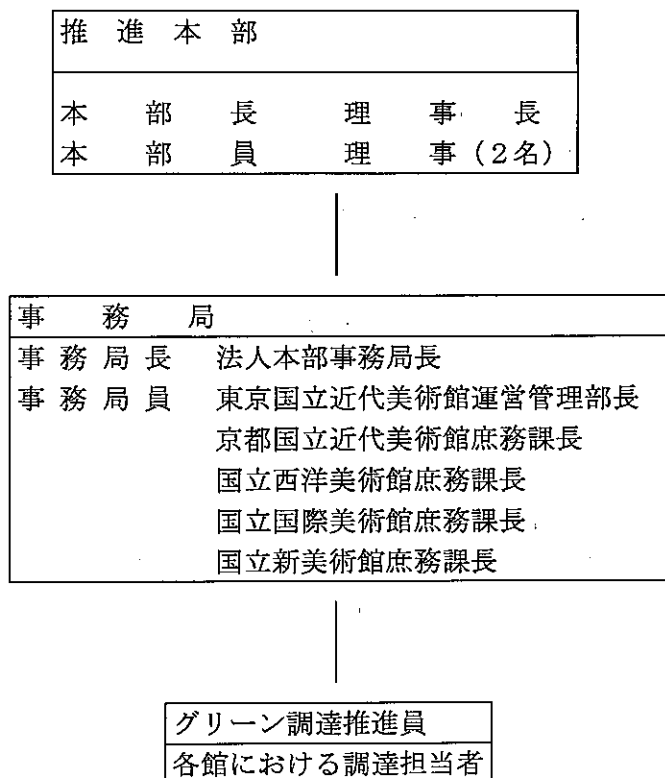 推進本部
本部長 理事長
本部員 理事(2名)
事務局
事務局長 法人本部事務局長
事務局員 東京国立近代美術館運営管理部長
京都国立近代美術館庶務課長
国立西洋美術館庶務課長
国立国際美術館庶務課長
国立新美術館庶務課長
グリーン調達推進員
各館における調達担当者